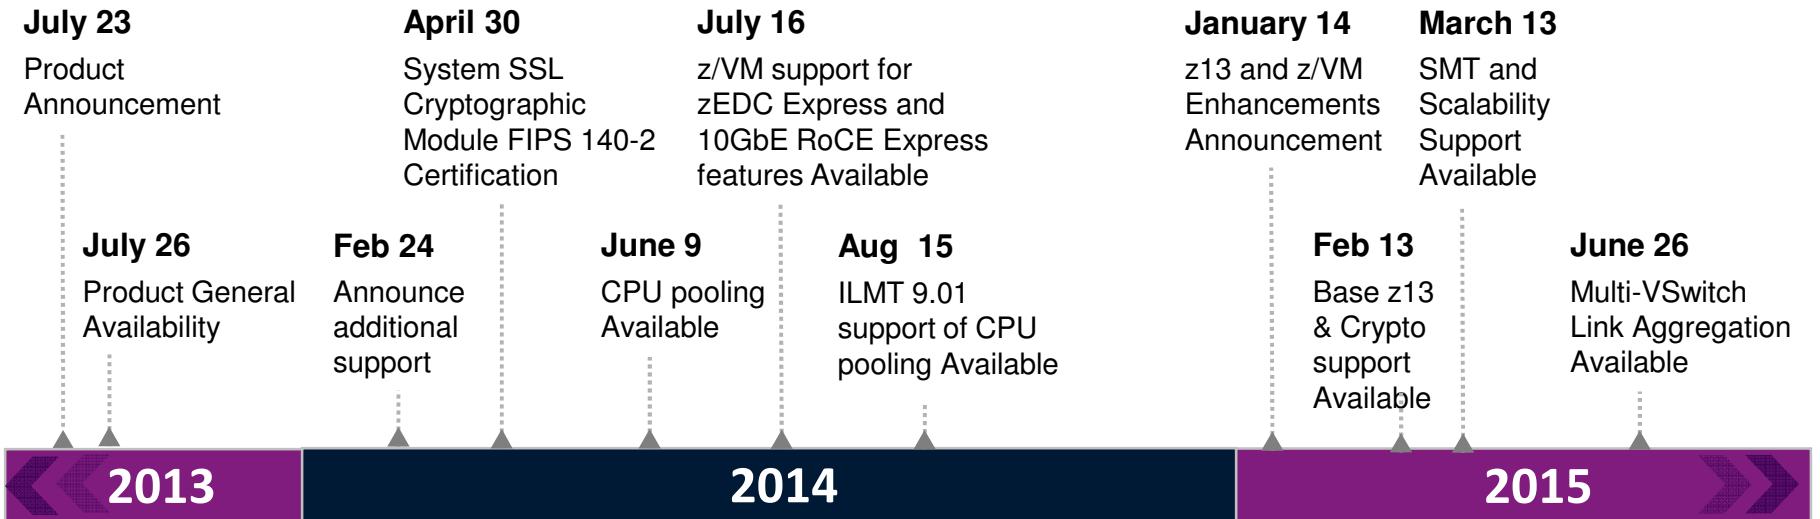 July 23
Product
Announcement
April 30
System SSL
Cryptographic
Module FIPS 140-2
Certification
July 16
z/VM support for
zEDC Express and
10GbE RoCE Express
features Available
January 14
z13 and z/VM
Enhancements
Announcement
March 13
SMT and
Scalability
Support
Available
July 26
Product General
Availability
Feb 24
Announce
additional
support
June 9
CPU pooling
Available
Aug  15
ILMT 9.01
support of CPU
pooling Available
Feb 13
Base z13
& Crypto
support
Available
June 26
Multi-VSwitch
Link Aggregation
Available
2013
2014
2015